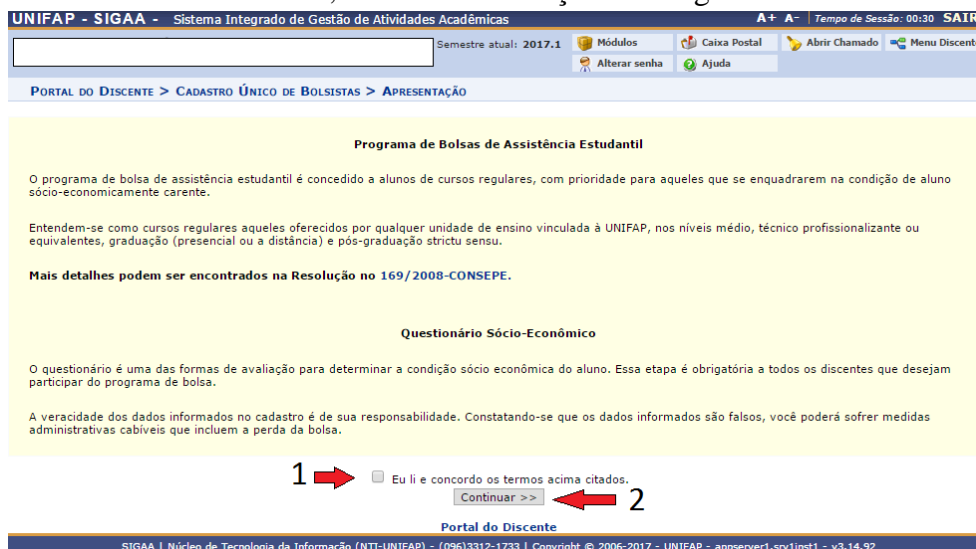 UNIFAP - SIGAA - Sistema Integrado de Gestão de Atividades Acadêmicas A+ A- Tempo de Sessão: 00:30 SAIR
Semestre atual: 2017.1 Módulos Caixa Postal Abrir Chamado Menu Discent
Alterar senha Ajuda
PORTAL DO DISCENTE > CADASTRO ÚNICO DE BOLSISTAS > APRESENTAÇÃO
Programa de Bolsas de Assistência Estudantil
O programa de bolsa de assistência estudantil é concedido a alunos de cursos regulares, com prioridade para aqueles que se enquadrarem na condição de aluno
sócio-economicamente carente.
Entendem-se como cursos regulares aqueles oferecidos por qualquer unidade de ensino vinculada à UNIFAP, nos níveis médio, técnico profissionalizante ou
equivalentes, graduação (presencial ou a distância) e pós-graduação strictu sensu.
Mais detalhes podem ser encontrados na Resolução no 169/2008-CONSEPE.
Questionário Sócio-Econômico
O questionário é uma das formas de avaliação para determinar a condição sócio econômica do aluno. Essa etapa é obrigatória a todos os discentes que desejam
participar do programa de bolsa.
A veracidade dos dados informados no cadastro é de sua responsabilidade. Constatando-se que os dados informados são falsos, você poderá sofrer medidas
administrativas cabíveis que incluem a perda da bolsa.
1 Eu li e concordo os termos acima citados.
Continuar >> 2
Portal do Discente
SIGAA | Núcleo de Tecnologia da Informação (NTI-UNIFAP) - (096)3312-1733 | Copyright © 2006-2017 - UNIFAP - appserver1.srv1inst1 - v3.14.92